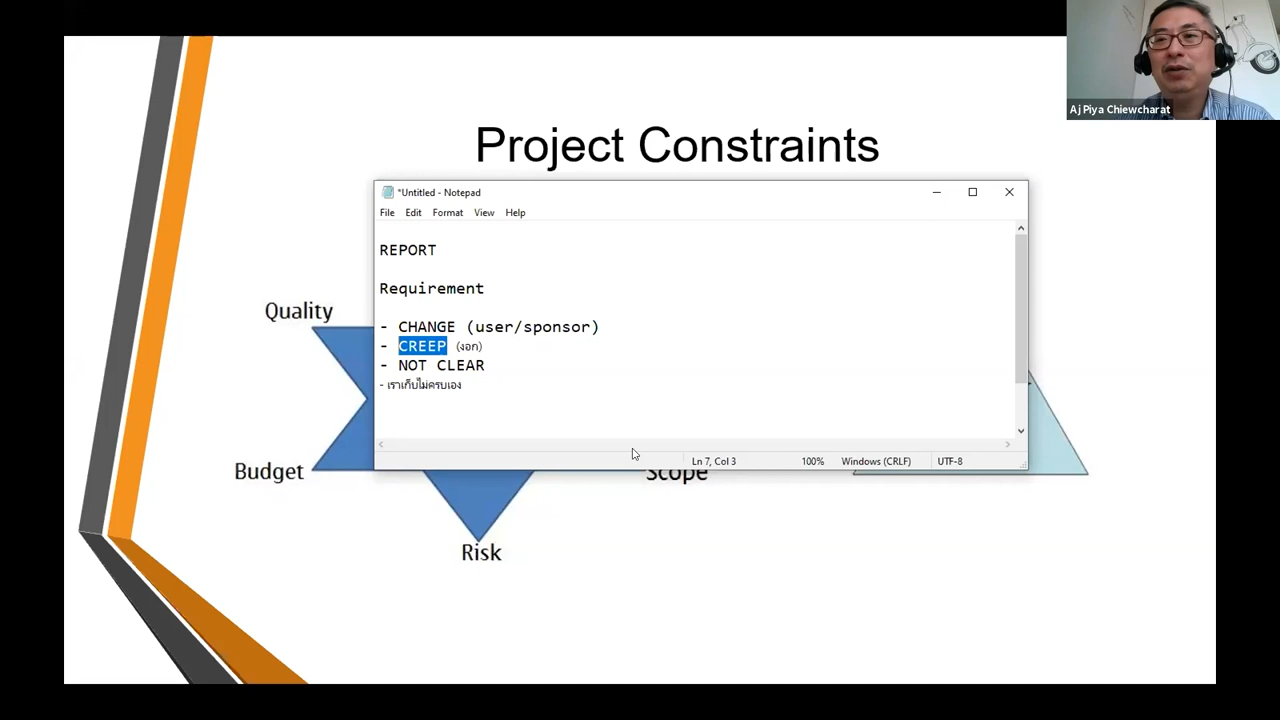 Aj Piya Chiewcharat
Project Constraints
*Untitled - Notepad
File Edit Format View Help
REPORT
Requirement
- CHANGE (user/sponsor)
- CREEP (งอก)
- NOT CLEAR
- เราเก็บไม่ครบเอง
Ln 7, Col 3 100% Windows (CRLF) UTF-8
Quality
Budget
Scope
Risk